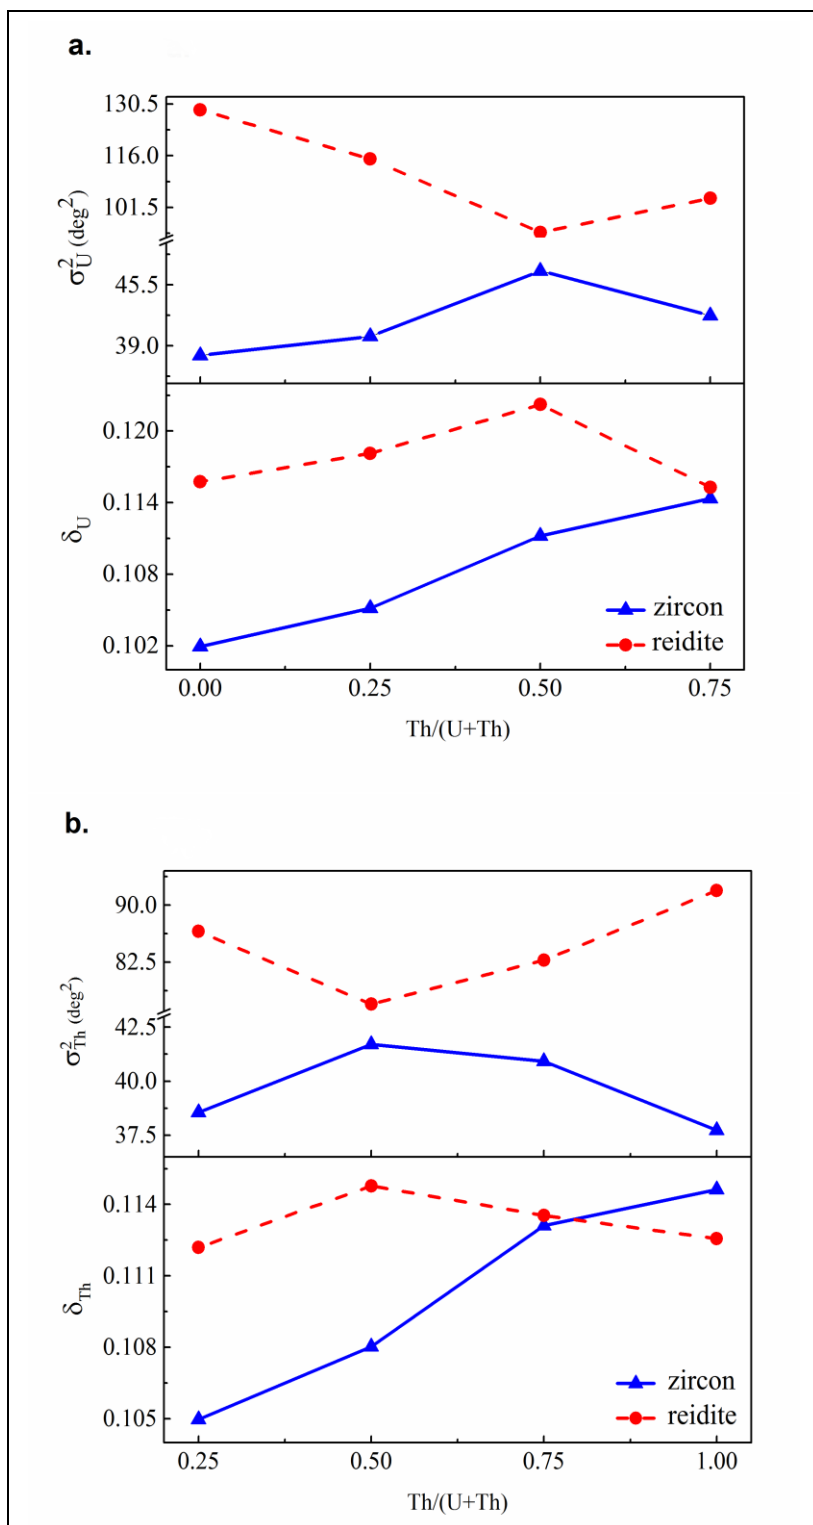 a.
130.5
116.0
101.5
45.5
39.0
σ²U (deg²)
0.120
0.114
0.108
0.102
δU
zircon
reidite
0.00 0.25 0.50 0.75
Th/(U+Th)
b.
90.0
82.5
42.5
40.0
37.5
σ²Th (deg²)
0.114
0.111
0.108
0.105
δTh
zircon
reidite
0.25 0.50 0.75 1.00
Th/(U+Th)